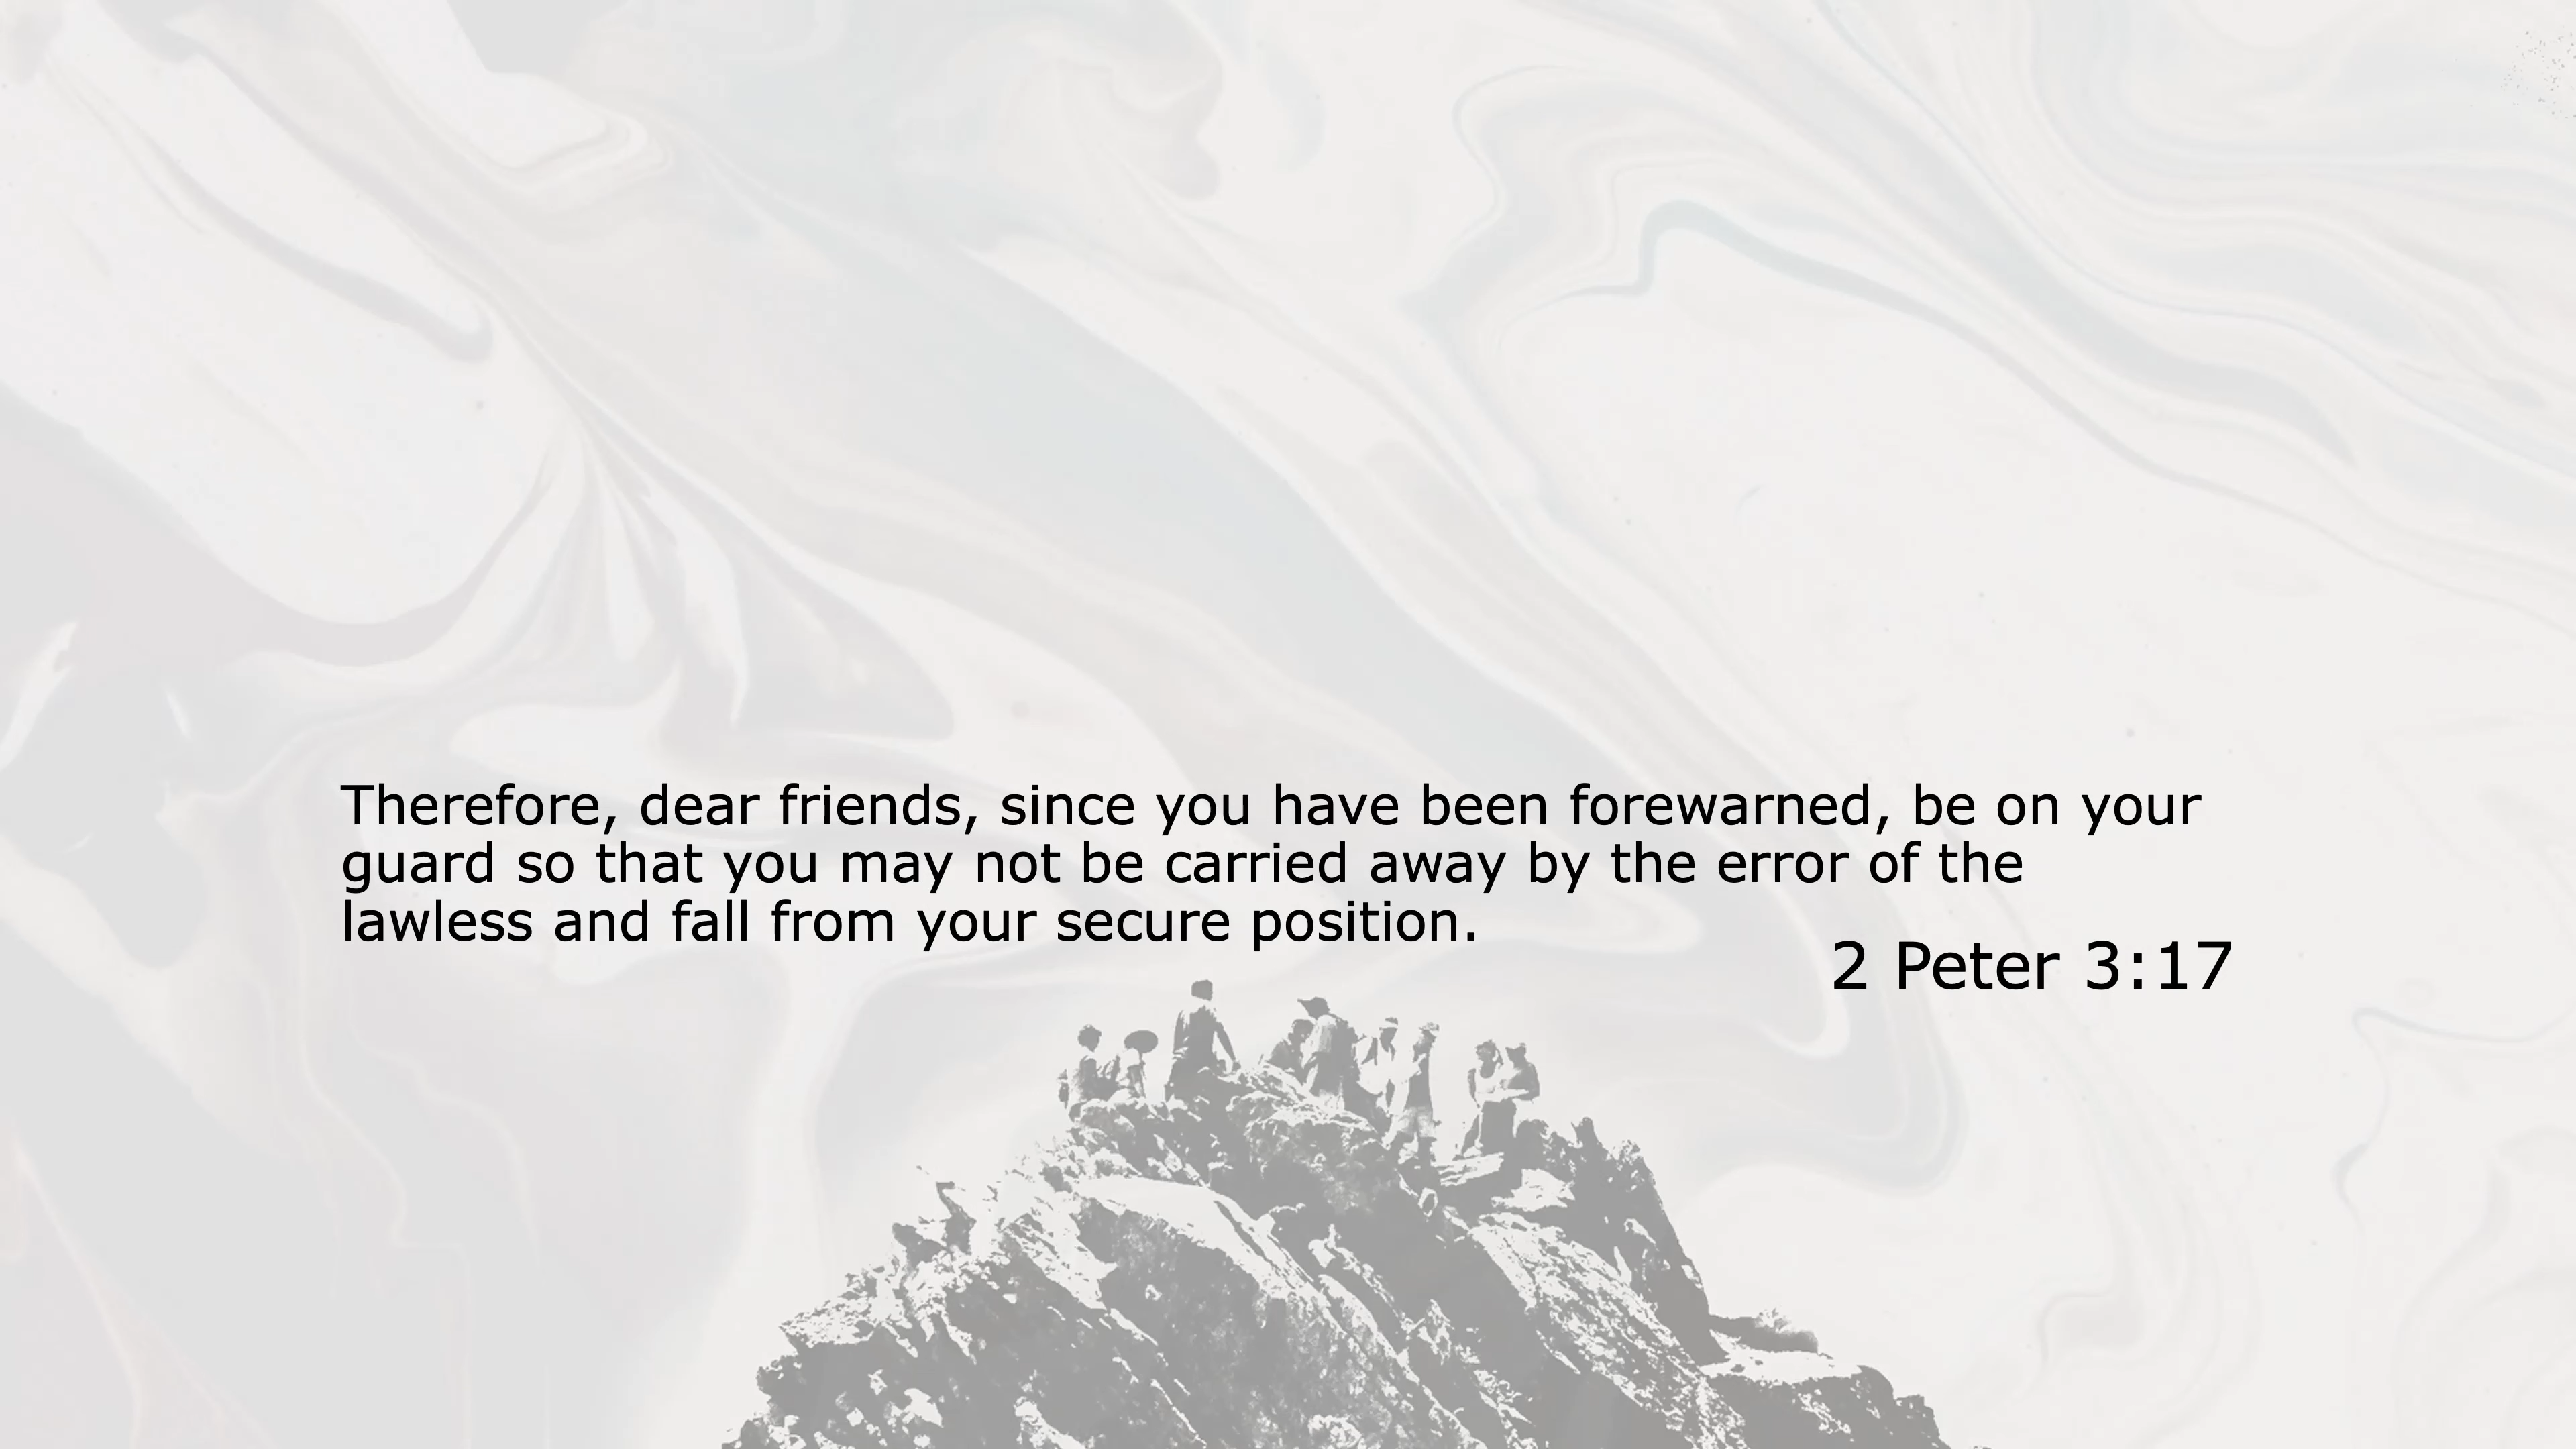 Therefore, dear friends, since you have been forewarned, be on your
guard so that you may not be carried away by the error of the
lawless and fall from your secure position.
2 Peter 3:17